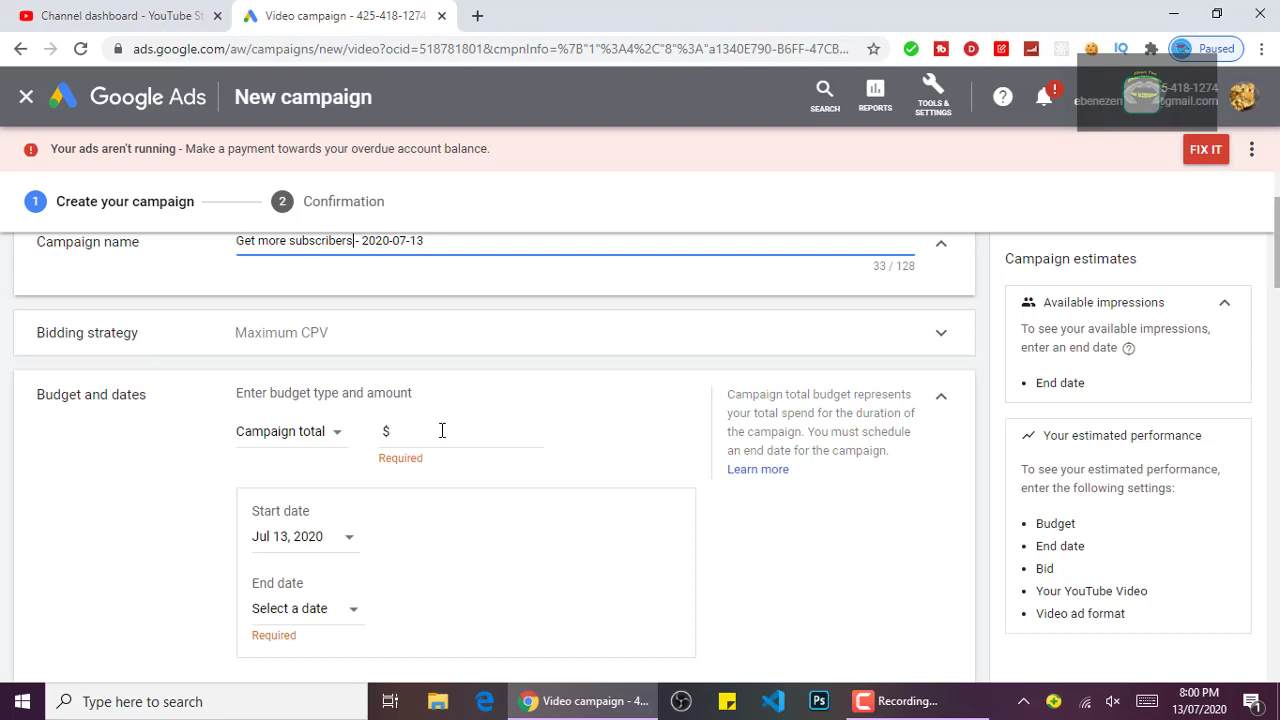 Channel dashboard - YouTube St
Video campaign - 425-418-1274
ads.google.com/aw/campaigns/new/video?ocid=518781801&cmpnInfo=%7B"1"%3A4%2C"8"%3A"a1340E790-B6FF-47CB...
IQ
Paused
Google Ads
New campaign
SEARCH
REPORTS
TOOLS &
SETTINGS
5-418-1274
@gmail.com
Your ads aren't running - Make a payment towards your overdue account balance.
FIX IT
1 Create your campaign
2 Confirmation
Campaign name
Get more subscribers - 2020-07-13
33 / 128
Bidding strategy
Maximum CPV
Budget and dates
Enter budget type and amount
Campaign total
$
Required
Campaign total budget represents
your total spend for the duration of
the campaign. You must schedule
an end date for the campaign.
Learn more
Start date
Jul 13, 2020
End date
Select a date
Required
Campaign estimates
Available impressions
To see your available impressions,
enter an end date
• End date
Your estimated performance
To see your estimated performance,
enter the following settings:
• Budget
• End date
• Bid
• Your YouTube Video
• Video ad format
Type here to search
Video campaign - 4...
Ps
Recording...
8:00 PM
13/07/2020
1